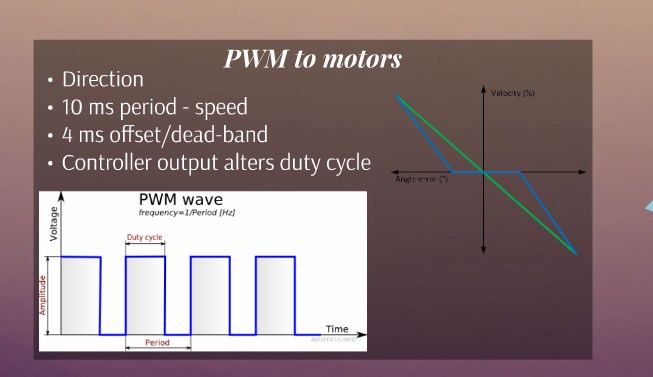 PWM to motors
• Direction
• 10 ms period - speed
• 4 ms offset/dead-band
• Controller output alters duty cycle
Velocity (%)
Angle error (°)
PWM wave
frequency=1/Period [Hz]
Voltage
Duty cycle
Amplitude
Time
AQUATICUS.INFO
Period